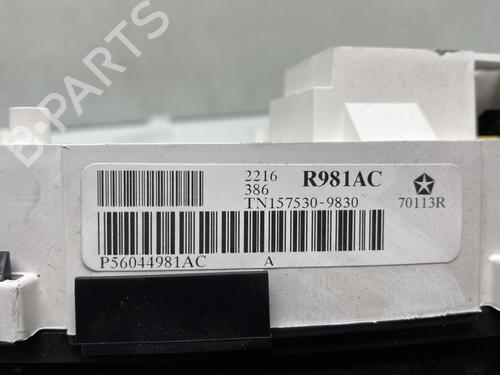 B-PARTS
2216
386
R981AC
TN157530-9830
70113R
P56044981AC A